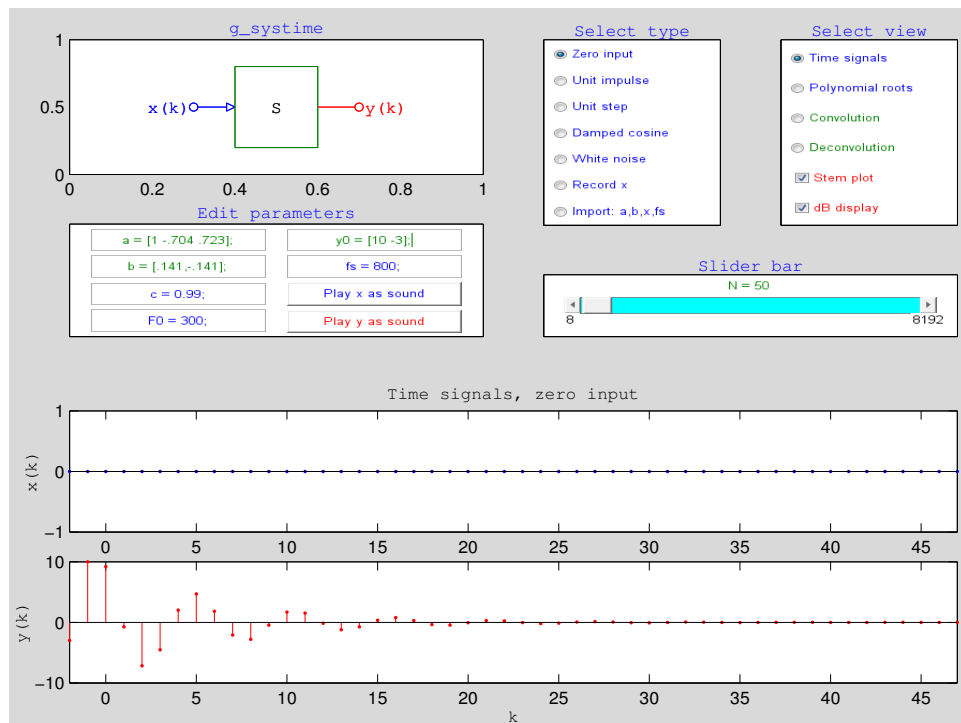 g_systime
1
0.5
0
0
0.2
0.4
0.6
0.8
1
x(k)
S
y(k)
Select type
Zero input
Unit impulse
Unit step
Damped cosine
White noise
Record x
Import: a,b,x,fs
Select view
Time signals
Polynomial roots
Convolution
Deconvolution
Stem plot
dB display
Edit parameters
a = [1 -.704 .723];
y0 = [10 -3];
b = [.141,-.141];
fs = 800;
c = 0.99;
Play x as sound
F0 = 300;
Play y as sound
Slider bar
N = 50
8
8192
Time signals, zero input
x(k)
1
0
−1
0 5 10 15 20 25 30 35 40 45
y(k)
10
0
−10
0 5 10 15 20 25 30 35 40 45
k